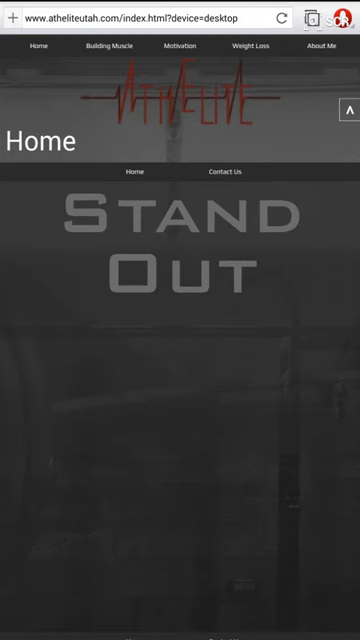 www.atheliteutah.com/index.html?device=desktop
Home Building Muscle Motivation Weight Loss About Me
ATHELITE
Home
Home Contact Us
STAND
OUT